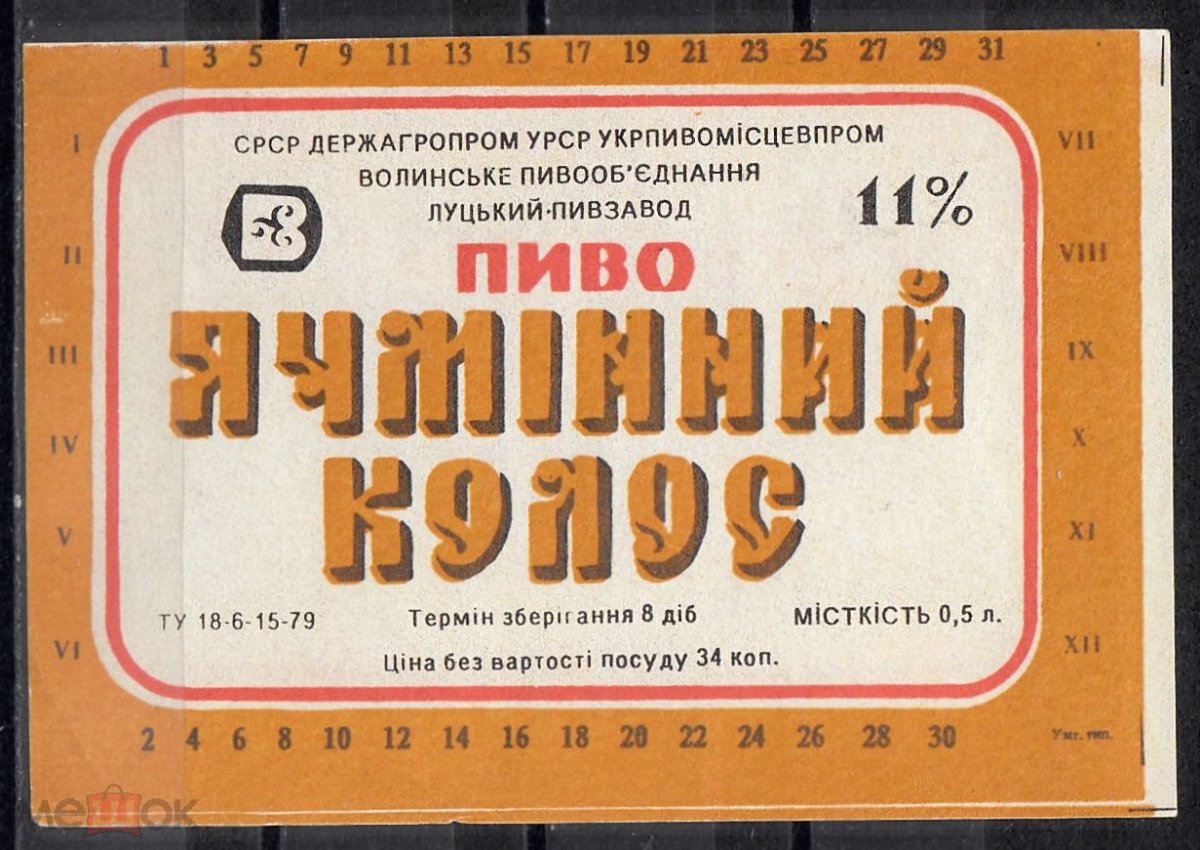 1 3 5 7 9 11 13 15 17 19 21 23 25 27 29 31
СРСР ДЕРЖАГРОПРОМ УРСР УКРПИВОМІСЦЕВПРОМ
ВОЛИНСЬКЕ ПИВООБ'ЄДНАННЯ
ЛУЦЬКИЙ·ПИВЗАВОД
11%
ПИВО
ЯЧМІННИЙ
КОЛОС
ТУ 18-6-15-79
Термін зберігання 8 діб
МІСТКІСТЬ 0,5 л.
Ціна без вартості посуду 34 коп.
I
II
III
IV
V
VI
VII
VIII
IX
X
XI
XII
2 4 6 8 10 12 14 16 18 20 22 24 26 28 30
Ужг. тип.
мешок